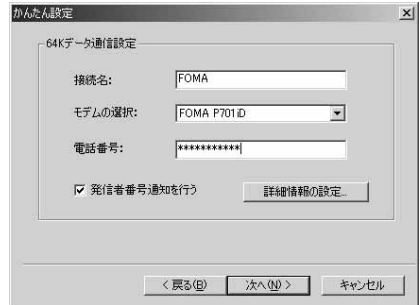 かんたん設定
64Kデータ通信設定
接続名: FOMA
モデムの選択: FOMA P701iD
電話番号: ***********
発信者番号通知を行う 詳細情報の設定...
< 戻る(B) 次へ(N) > キャンセル